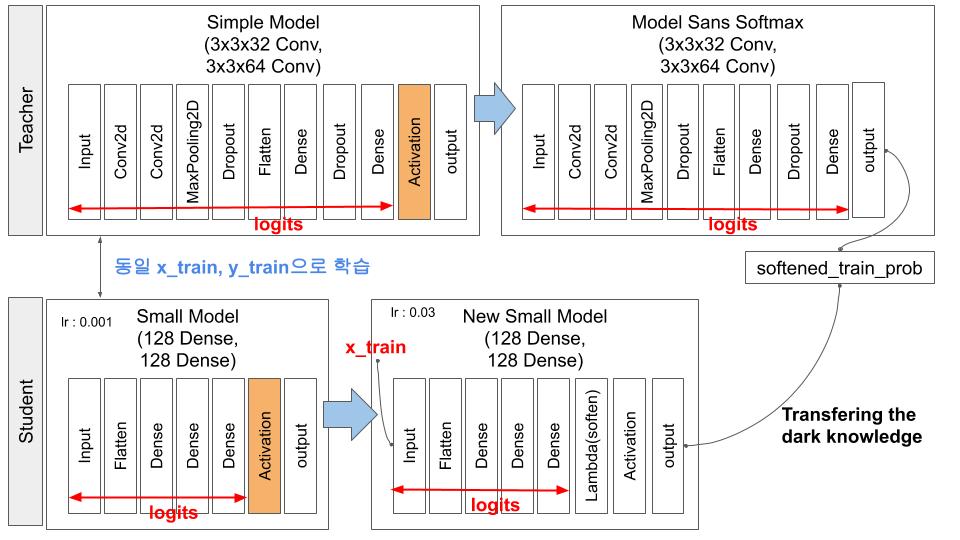 Teacher
Simple Model
(3x3x32 Conv,
3x3x64 Conv)
Input
Conv2d
Conv2d
MaxPooling2D
Dropout
Flatten
Dense
Dropout
Dense
Activation
output
logits
Model Sans Softmax
(3x3x32 Conv,
3x3x64 Conv)
Input
Conv2d
Conv2d
MaxPooling2D
Dropout
Flatten
Dense
Dropout
Dense
output
logits
동일 x_train, y_train으로 학습
softened_train_prob
Student
lr : 0.001
Small Model
(128 Dense,
128 Dense)
Input
Flatten
Dense
Dense
Dense
Activation
output
logits
lr : 0.03
New Small Model
(128 Dense,
128 Dense)
x_train
Input
Flatten
Dense
Dense
Dense
Lambda(soften)
Activation
output
logits
Transfering the
dark knowledge